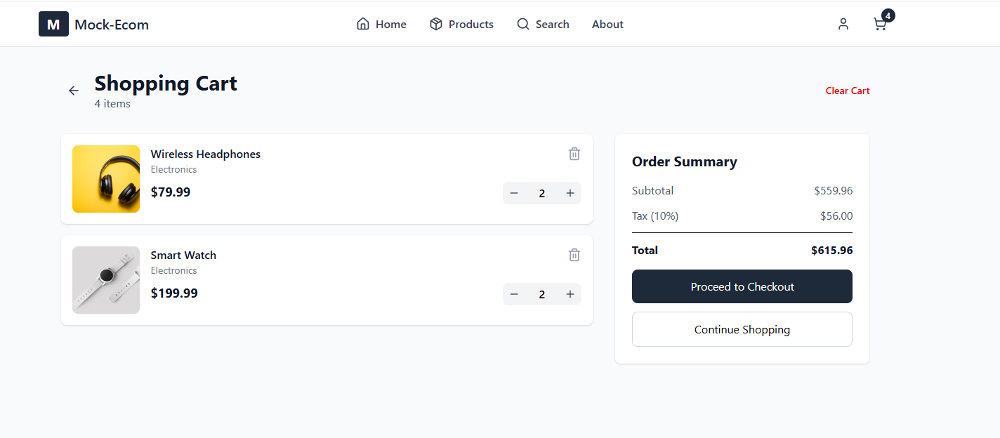 M Mock-Ecom Home Products Search About 4
Shopping Cart
4 items
Clear Cart
Wireless Headphones
Electronics
$79.99
− 2 +
Smart Watch
Electronics
$199.99
− 2 +
Order Summary
Subtotal $559.96
Tax (10%) $56.00
Total $615.96
Proceed to Checkout
Continue Shopping